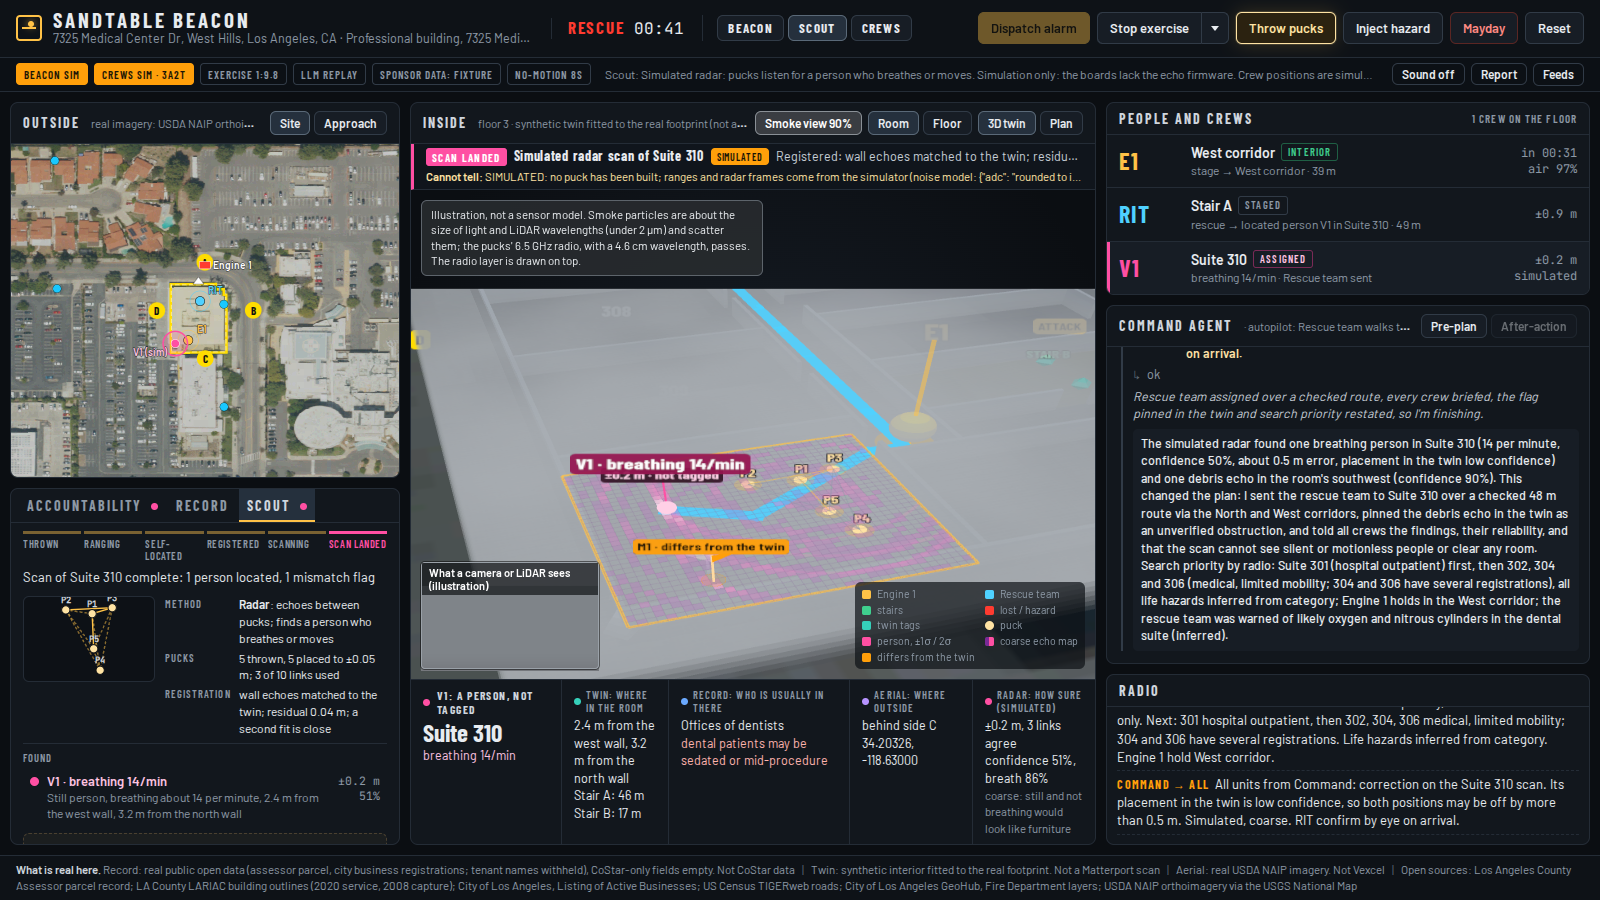 SANDTABLE BEACON
7325 Medical Center Dr, West Hills, Los Angeles, CA · Professional building, 7325 Medi...
RESCUE 00:41
BEACON SCOUT CREWS
Dispatch alarm Stop exercise Throw pucks Inject hazard Mayday Reset
BEACON SIM CREWS SIM · 3A2T EXERCISE 1:9.8 LLM REPLAY SPONSOR DATA: FIXTURE NO-MOTION 8S
Scout: Simulated radar: pucks listen for a person who breathes or moves. Simulation only: the boards lack the echo firmware. Crew positions are simul...
Sound off Report Feeds
OUTSIDE real imagery: USDA NAIP orthoi... Site Approach
Engine 1
D B
E1
V1 (sim)
C
ACCOUNTABILITY RECORD SCOUT
THROWN RANGING SELF-LOCATED REGISTERED SCANNING SCAN LANDED
Scan of Suite 310 complete: 1 person located, 1 mismatch flag
P2 P1 P3
P5
P4
METHOD Radar: echoes between
pucks; finds a person who
breathes or moves
PUCKS 5 thrown, 5 placed to ±0.05
m; 3 of 10 links used
REGISTRATION wall echoes matched to the
twin; residual 0.04 m; a
second fit is close
FOUND
V1 · breathing 14/min ±0.2 m
51%
Still person, breathing about 14 per minute, 2.4 m from
the west wall, 3.2 m from the north wall
INSIDE floor 3 · synthetic twin fitted to the real footprint (not a... Smoke view 90% Room Floor 3D twin Plan
SCAN LANDED Simulated radar scan of Suite 310 SIMULATED Registered: wall echoes matched to the twin; residu...
Cannot tell: SIMULATED: no puck has been built; ranges and radar frames come from the simulator (noise model: {"adc": "rounded to i...
Illustration, not a sensor model. Smoke particles are about the
size of light and LiDAR wavelengths (under 2 µm) and scatter
them; the pucks' 6.5 GHz radio, with a 4.6 cm wavelength, passes.
The radio layer is drawn on top.
308
E1
ATTACK
STAIR B
D
V1 · breathing 14/min
±0.2 m · not tagged
P1 P3
P5
P4
M1 · differs from the twin
What a camera or LiDAR sees
(illustration)
Engine 1 Rescue team
stairs lost / hazard
twin tags puck
person, ±1σ / 2σ coarse echo map
differs from the twin
V1: A PERSON, NOT
TAGGED
Suite 310
breathing 14/min
TWIN: WHERE
IN THE ROOM
2.4 m from the
west wall, 3.2
m from the
north wall
Stair A: 46 m
Stair B: 17 m
RECORD: WHO IS USUALLY IN
THERE
Offices of dentists
dental patients may be
sedated or mid-procedure
AERIAL: WHERE
OUTSIDE
behind side C
34.20326,
-118.63000
RADAR: HOW SURE
(SIMULATED)
±0.2 m, 3 links
agree
confidence 51%,
breath 86%
coarse: still and not
breathing would
look like furniture
PEOPLE AND CREWS 1 CREW ON THE FLOOR
E1 West corridor INTERIOR in 00:31
stage → West corridor · 39 m air 97%
RIT Stair A STAGED ±0.9 m
rescue → located person V1 in Suite 310 · 49 m
V1 Suite 310 ASSIGNED ±0.2 m
breathing 14/min · Rescue team sent simulated
COMMAND AGENT · autopilot: Rescue team walks t... Pre-plan After-action
on arrival.
↳ ok
Rescue team assigned over a checked route, every crew briefed, the flag
pinned in the twin and search priority restated, so I'm finishing.
The simulated radar found one breathing person in Suite 310 (14 per minute,
confidence 50%, about 0.5 m error, placement in the twin low confidence)
and one debris echo in the room's southwest (confidence 90%). This
changed the plan: I sent the rescue team to Suite 310 over a checked 48 m
route via the North and West corridors, pinned the debris echo in the twin as
an unverified obstruction, and told all crews the findings, their reliability, and
that the scan cannot see silent or motionless people or clear any room.
Search priority by radio: Suite 301 (hospital outpatient) first, then 302, 304
and 306 (medical, limited mobility; 304 and 306 have several registrations), all
life hazards inferred from category; Engine 1 holds in the West corridor; the
rescue team was warned of likely oxygen and nitrous cylinders in the dental
suite (inferred).
RADIO
only. Next: 301 hospital outpatient, then 302, 304, 306 medical, limited mobility;
304 and 306 have several registrations. Life hazards inferred from category.
Engine 1 hold West corridor.
COMMAND → ALL All units from Command: correction on the Suite 310 scan. Its
placement in the twin is low confidence, so both positions may be off by more
than 0.5 m. Simulated, coarse. RIT confirm by eye on arrival.
What is real here. Record: real public open data (assessor parcel, city business registrations; tenant names withheld), CoStar-only fields empty. Not CoStar data | Twin: synthetic interior fitted to the real footprint. Not a Matterport scan | Aerial: real USDA NAIP imagery. Not Vexcel | Open sources: Los Angeles County
Assessor parcel record; LA County LARIAC building outlines (2020 service, 2008 capture); City of Los Angeles, Listing of Active Businesses; US Census TIGERweb roads; City of Los Angeles GeoHub, Fire Department layers; USDA NAIP orthoimagery via the USGS National Map